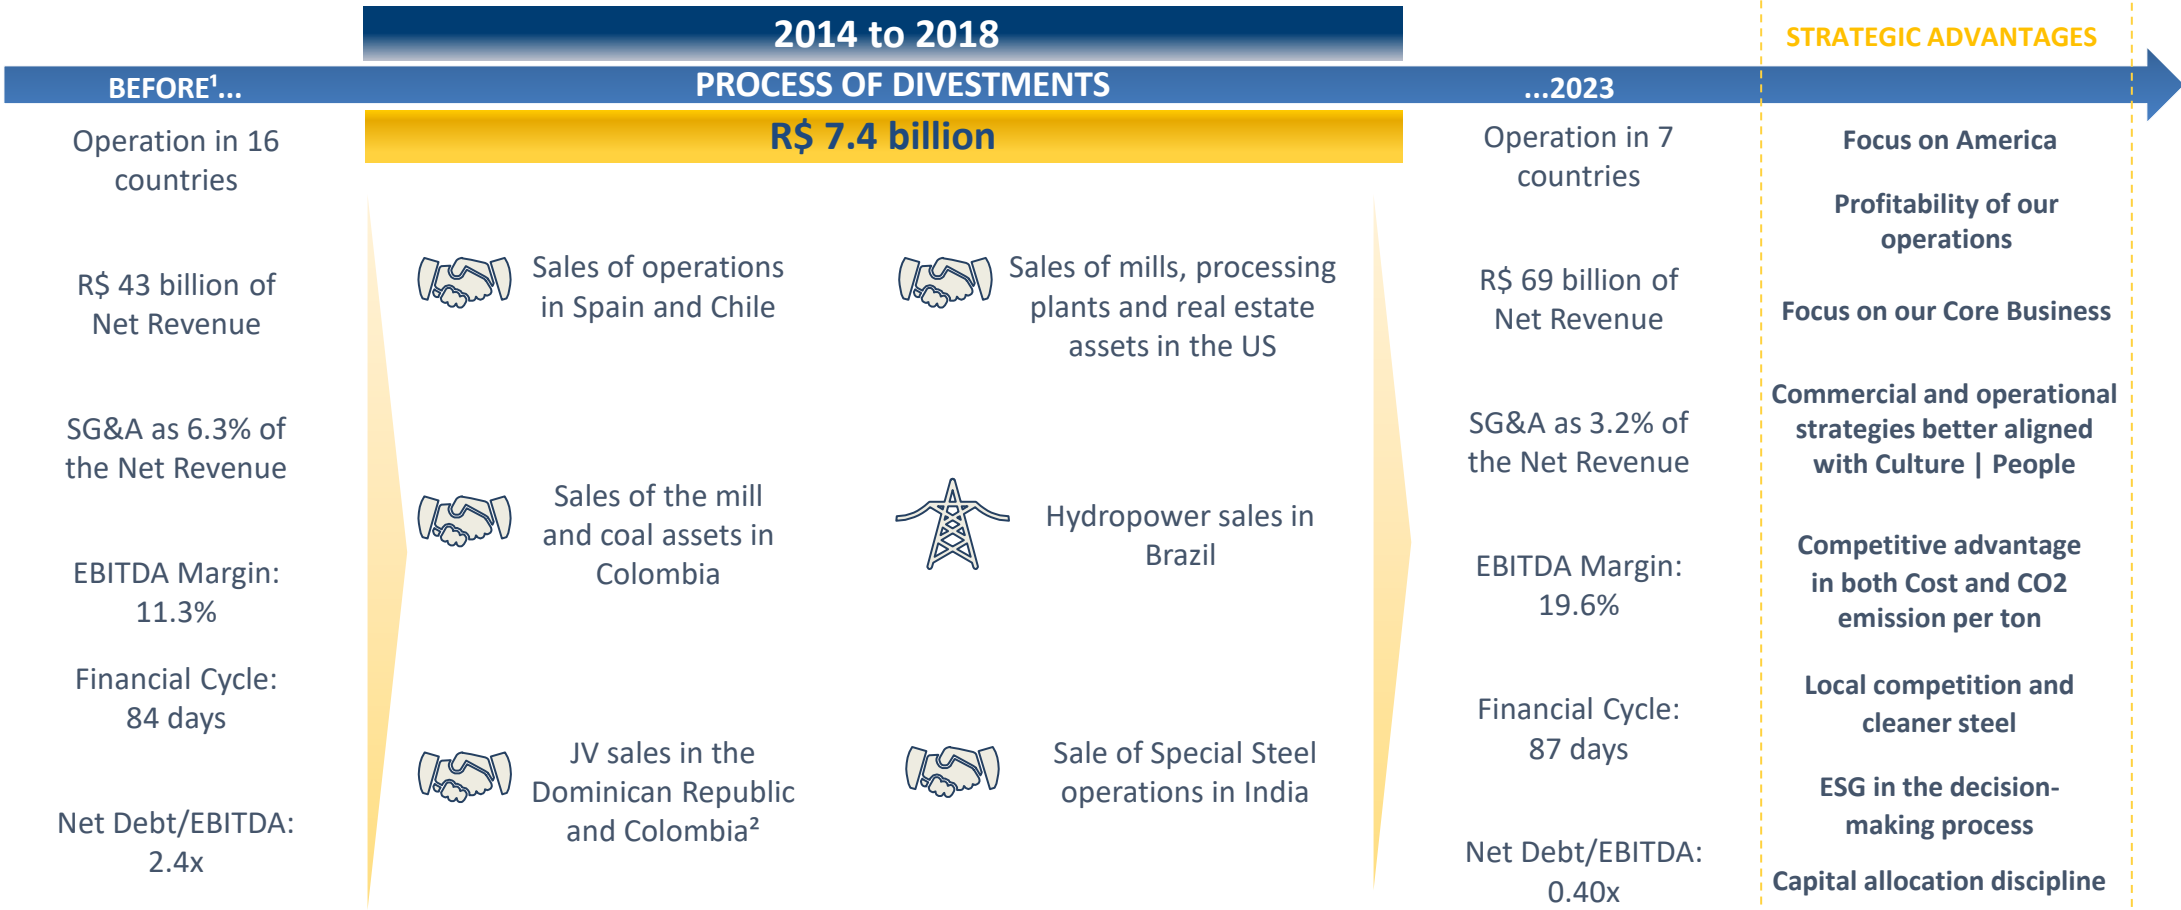 2014 to 2018
STRATEGIC ADVANTAGES
BEFORE¹...
PROCESS OF DIVESTMENTS
...2023
R$ 7.4 billion
Operation in 16
countries
R$ 43 billion of
Net Revenue
SG&A as 6.3% of
the Net Revenue
EBITDA Margin:
11.3%
Financial Cycle:
84 days
Net Debt/EBITDA:
2.4x
Sales of operations
in Spain and Chile
Sales of mills, processing
plants and real estate
assets in the US
Sales of the mill
and coal assets in
Colombia
Hydropower sales in
Brazil
JV sales in the
Dominican Republic
and Colombia²
Sale of Special Steel
operations in India
Operation in 7
countries
R$ 69 billion of
Net Revenue
SG&A as 3.2% of
the Net Revenue
EBITDA Margin:
19.6%
Financial Cycle:
87 days
Net Debt/EBITDA:
0.40x
Focus on America
Profitability of our
operations
Focus on our Core Business
Commercial and operational
strategies better aligned
with Culture | People
Competitive advantage
in both Cost and CO2
emission per ton
Local competition and
cleaner steel
ESG in the decision-
making process
Capital allocation discipline